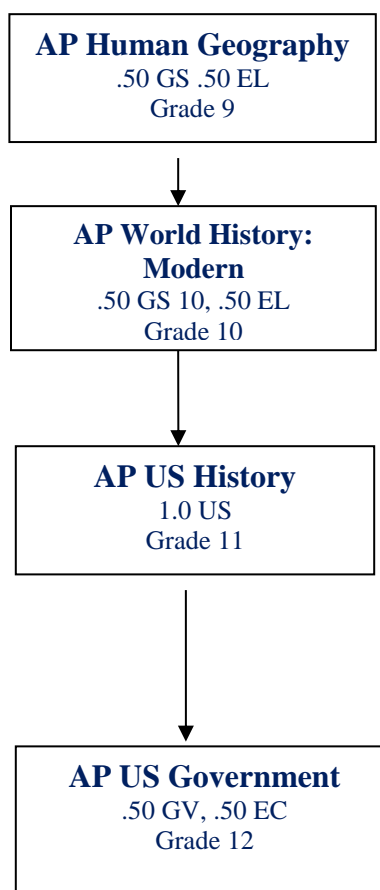 AP Human Geography
.50 GS .50 EL
Grade 9
AP World History:
Modern
.50 GS 10, .50 EL
Grade 10
AP US History
1.0 US
Grade 11
AP US Government
.50 GV, .50 EC
Grade 12